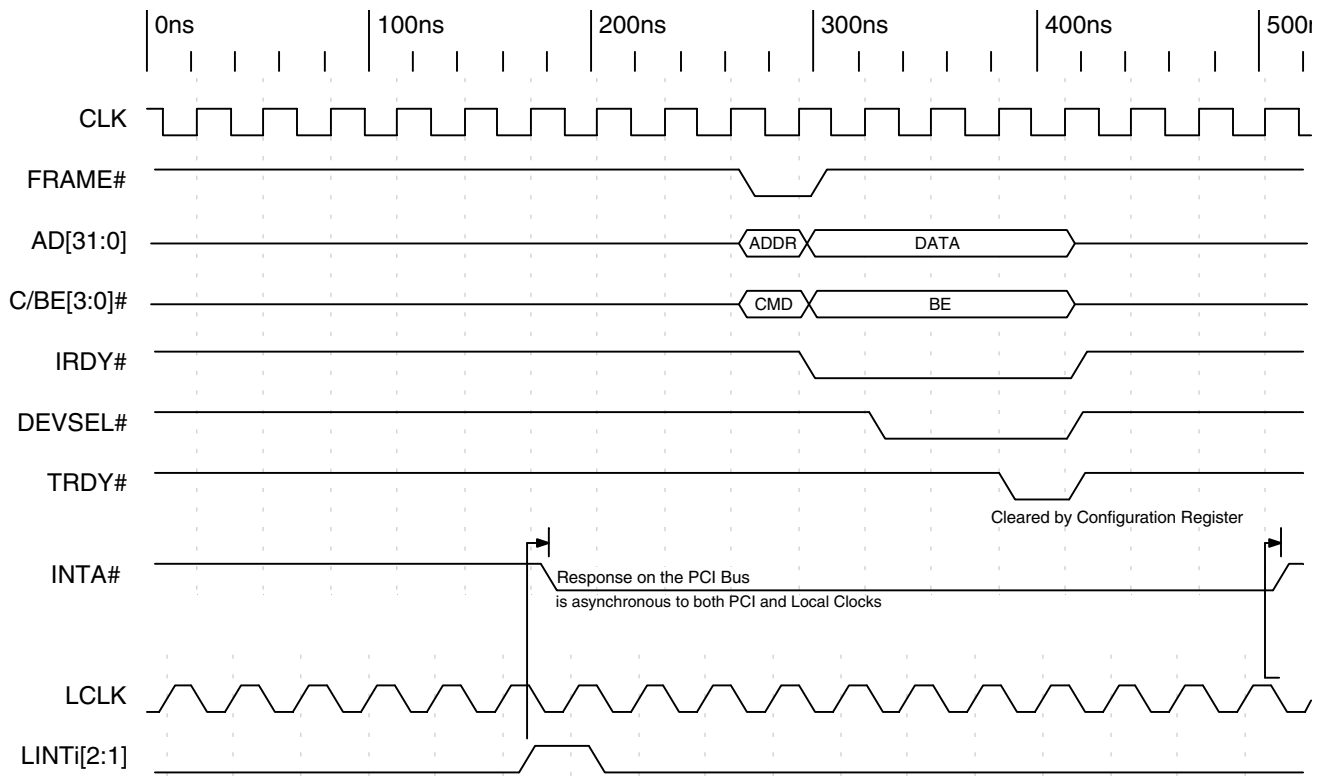 0ns 100ns 200ns 300ns 400ns 500
CLK
FRAME#
AD[31:0] ADDR DATA
C/BE[3:0]# CMD BE
IRDY#
DEVSEL#
TRDY#
Cleared by Configuration Register
INTA#
Response on the PCI Bus
is asynchronous to both PCI and Local Clocks
LCLK
LINTi[2:1]